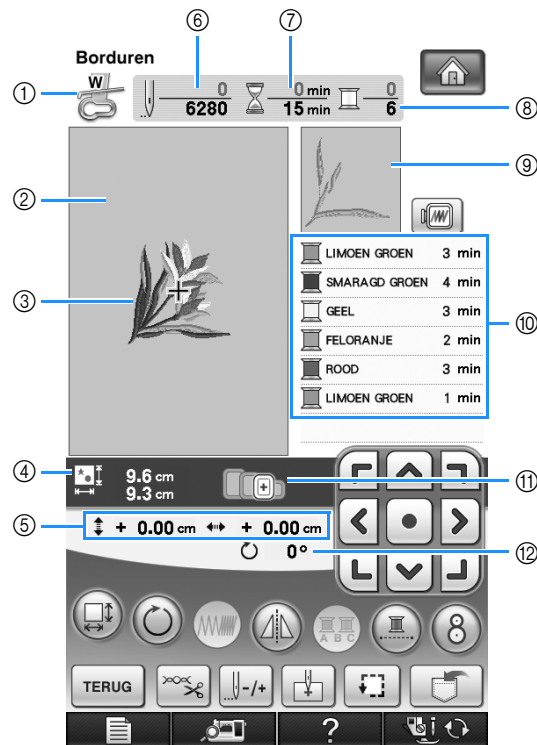 ⑥ ⑦
Borduren
① W 0 0 min 0
6280 15 min 6 ⑧
② ⑨
LIMOEN GROEN 3 min
SMARAGD GROEN 4 min
③ GEEL 3 min ⑩
FELORANJE 2 min
ROOD 3 min
LIMOEN GROEN 1 min
④ 9.6 cm ⑪
9.3 cm
⑤ + 0.00 cm + 0.00 cm
0° ⑫
A B C 8
TERUG -/+
?